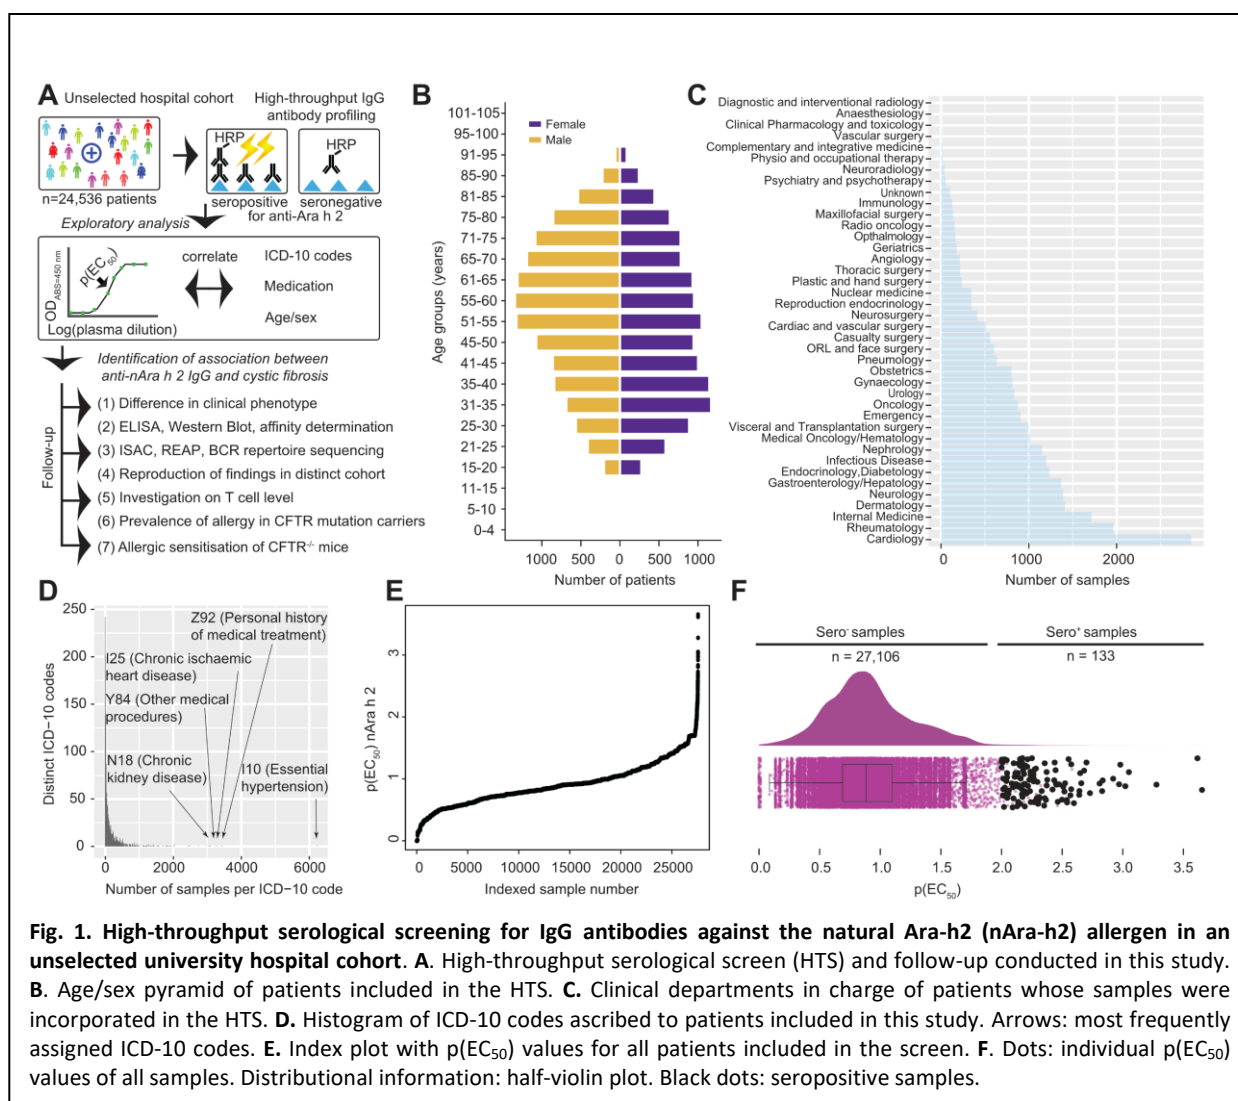 A
Unselected hospital cohort
High-throughput IgG
antibody profiling
HRP
HRP
n=24,536 patients
seropositive
seronegative
for anti-Ara h 2
Exploratory analysis
OD_ABS=450 nm
p(EC50)
Log(plasma dilution)
correlate
ICD-10 codes
Medication
Age/sex
Identification of association between
anti-nAra h 2 IgG and cystic fibrosis
Follow-up
(1) Difference in clinical phenotype
(2) ELISA, Western Blot, affinity determination
(3) ISAC, REAP, BCR repertoire sequencing
(4) Reproduction of findings in distinct cohort
(5) Investigation on T cell level
(6) Prevalence of allergy in CFTR mutation carriers
(7) Allergic sensitisation of CFTR-/- mice
B
Female
Male
Age groups (years)
101-105
95-100
91-95
85-90
81-85
75-80
71-75
65-70
61-65
55-60
51-55
45-50
41-45
35-40
31-35
25-30
21-25
15-20
11-15
5-10
0-4
1000 500 0 500 1000
Number of patients
C
Diagnostic and interventional radiology
Anaesthesiology
Clinical Pharmacology and toxicology
Vascular surgery
Complementary and integrative medicine
Physio and occupational therapy
Neuroradiology
Psychiatry and psychotherapy
Unknown
Immunology
Maxillofacial surgery
Radio oncology
Opthalmology
Geriatrics
Angiology
Thoracic surgery
Plastic and hand surgery
Nuclear medicine
Reproduction endocrinology
Neurosurgery
Cardiac and vascular surgery
Casualty surgery
ORL and face surgery
Pneumology
Obstetrics
Gynaecology
Urology
Oncology
Emergency
Visceral and Transplantation surgery
Medical Oncology/Hematology
Nephrology
Infectious Disease
Endocrinology,Diabetology
Gastroenterology/Hepatology
Neurology
Dermatology
Internal Medicine
Rheumatology
Cardiology
0 1000 2000
Number of samples
D
Distinct ICD−10 codes
250
200
150
100
50
0
Z92 (Personal history
of medical treatment)
I25 (Chronic ischaemic
heart disease)
Y84 (Other medical
procedures)
N18 (Chronic
kidney disease)
I10 (Essential
hypertension)
0 2000 4000 6000
Number of samples per ICD−10 code
E
p(EC50) nAra h 2
3
2
1
0
0 5000 10000 15000 20000 25000
Indexed sample number
F
Sero- samples
n = 27,106
Sero+ samples
n = 133
0.0 0.5 1.0 1.5 2.0 2.5 3.0 3.5
p(EC50)
Fig. 1. High-throughput serological screening for IgG antibodies against the natural Ara-h2 (nAra-h2) allergen in an
unselected university hospital cohort. A. High-throughput serological screen (HTS) and follow-up conducted in this study.
B. Age/sex pyramid of patients included in the HTS. C. Clinical departments in charge of patients whose samples were
incorporated in the HTS. D. Histogram of ICD-10 codes ascribed to patients included in this study. Arrows: most frequently
assigned ICD-10 codes. E. Index plot with p(EC50) values for all patients included in the screen. F. Dots: individual p(EC50)
values of all samples. Distributional information: half-violin plot. Black dots: seropositive samples.